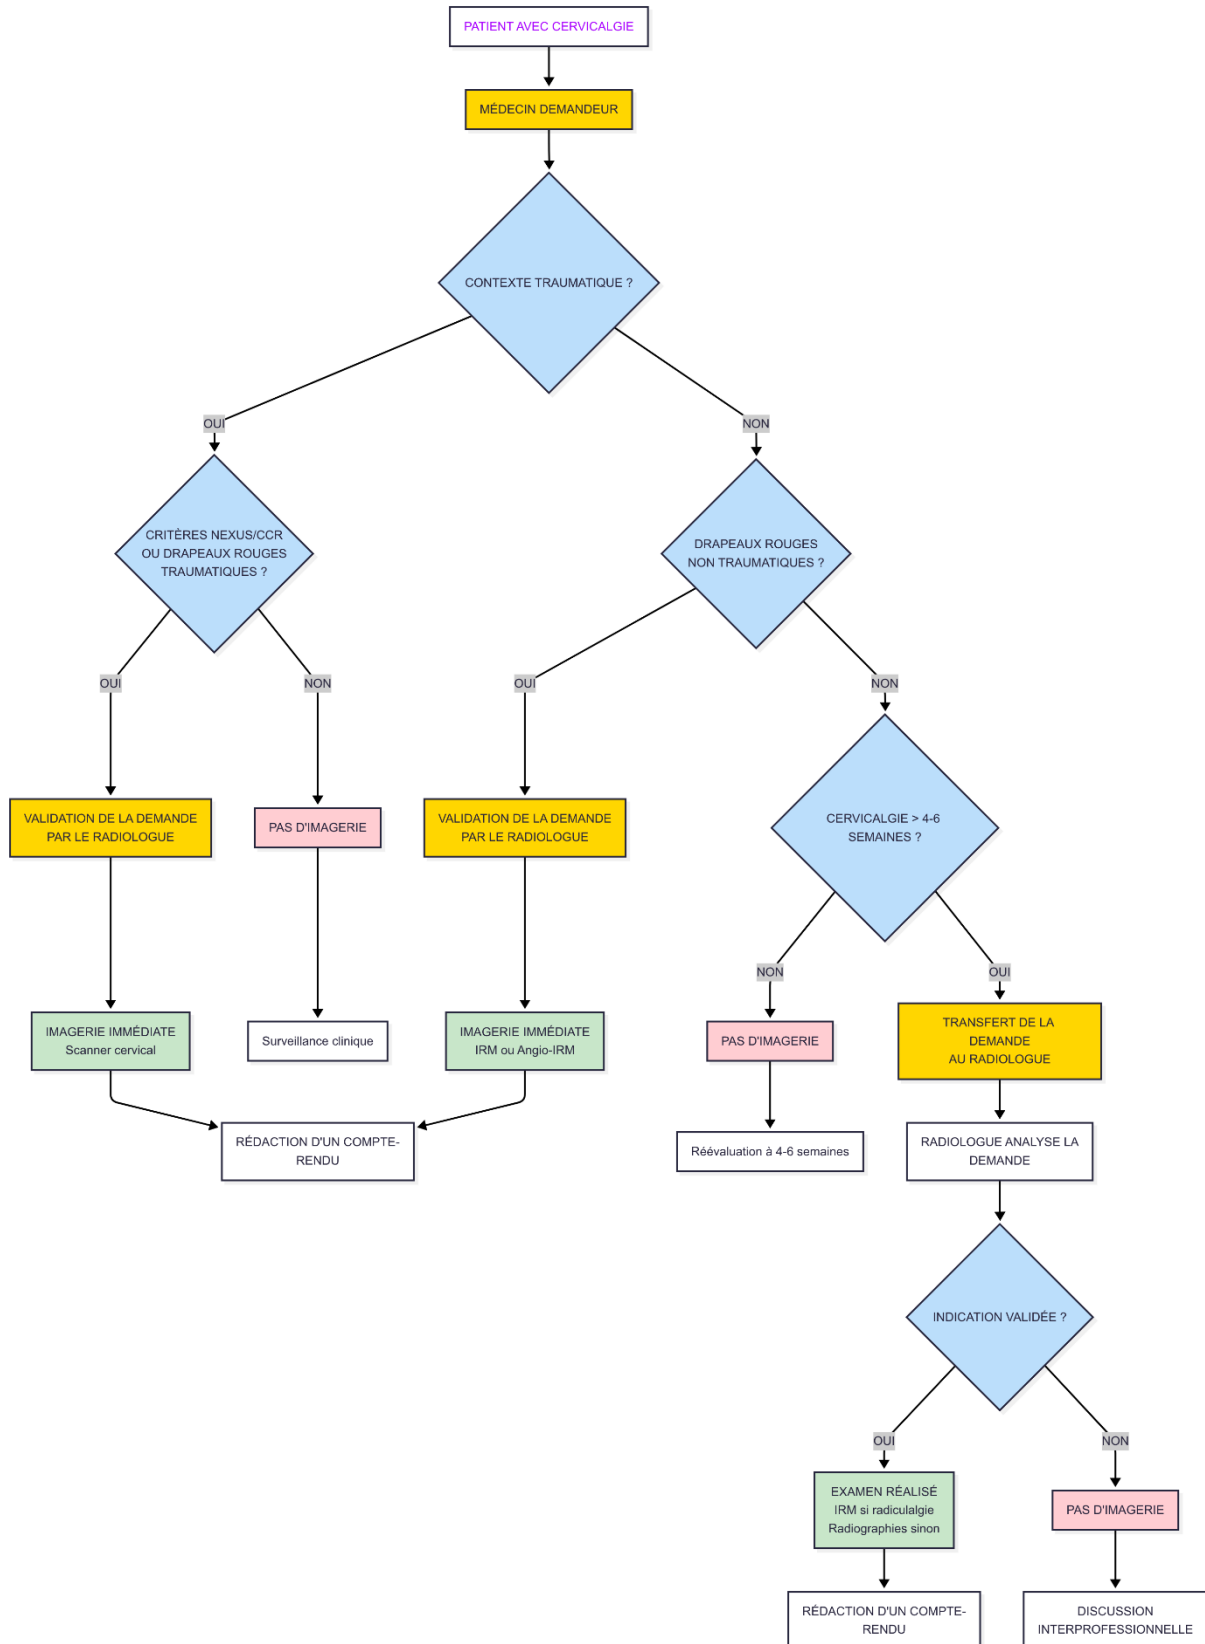 PATIENT AVEC CERVICALGIE
MÉDECIN DEMANDEUR
CONTEXTE TRAUMATIQUE ?
OUI
NON
CRITÈRES NEXUS/CCR
OU DRAPEAUX ROUGES
TRAUMATIQUES ?
DRAPEAUX ROUGES
NON TRAUMATIQUES ?
OUI
NON
OUI
NON
VALIDATION DE LA DEMANDE
PAR LE RADIOLOGUE
PAS D'IMAGERIE
VALIDATION DE LA DEMANDE
PAR LE RADIOLOGUE
CERVICALGIE > 4-6
SEMAINES ?
NON
OUI
IMAGERIE IMMÉDIATE
Scanner cervical
Surveillance clinique
IMAGERIE IMMÉDIATE
IRM ou Angio-IRM
PAS D'IMAGERIE
TRANSFERT DE LA
DEMANDE
AU RADIOLOGUE
RÉDACTION D'UN COMPTE-
RENDU
Réévaluation à 4-6 semaines
RADIOLOGUE ANALYSE LA
DEMANDE
INDICATION VALIDÉE ?
OUI
NON
EXAMEN RÉALISÉ
IRM si radiculalgie
Radiographies sinon
PAS D'IMAGERIE
RÉDACTION D'UN COMPTE-
RENDU
DISCUSSION
INTERPROFESSIONNELLE